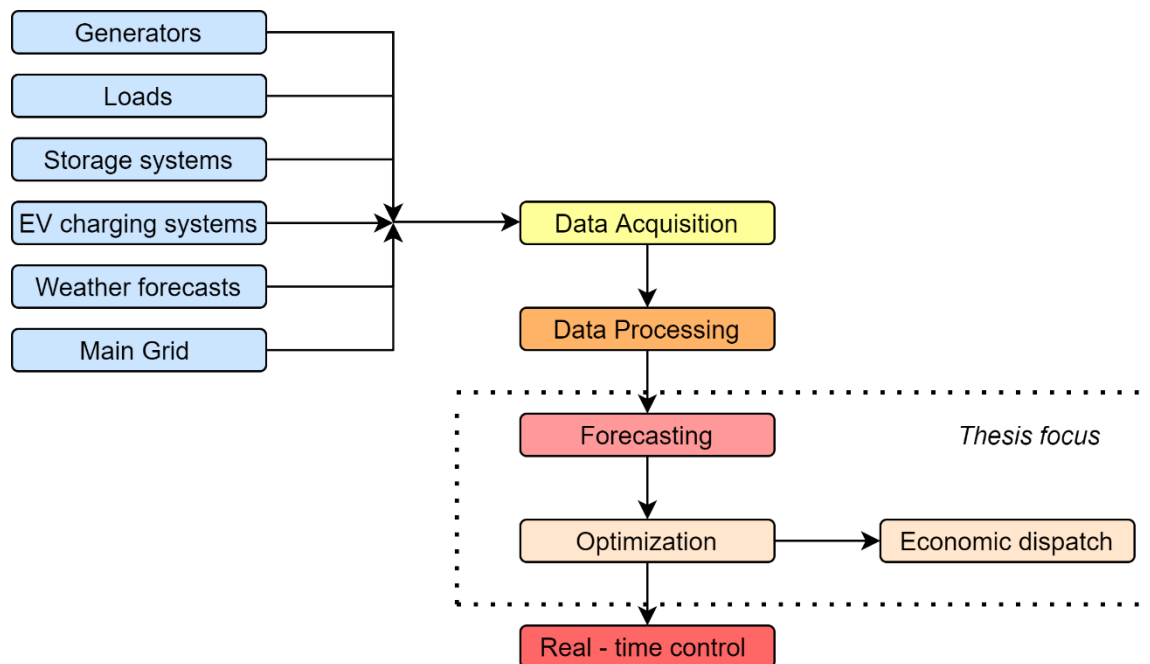 Generators
Loads
Storage systems
EV charging systems
Weather forecasts
Main Grid
Data Acquisition
Data Processing
Forecasting
Thesis focus
Optimization
Economic dispatch
Real - time control